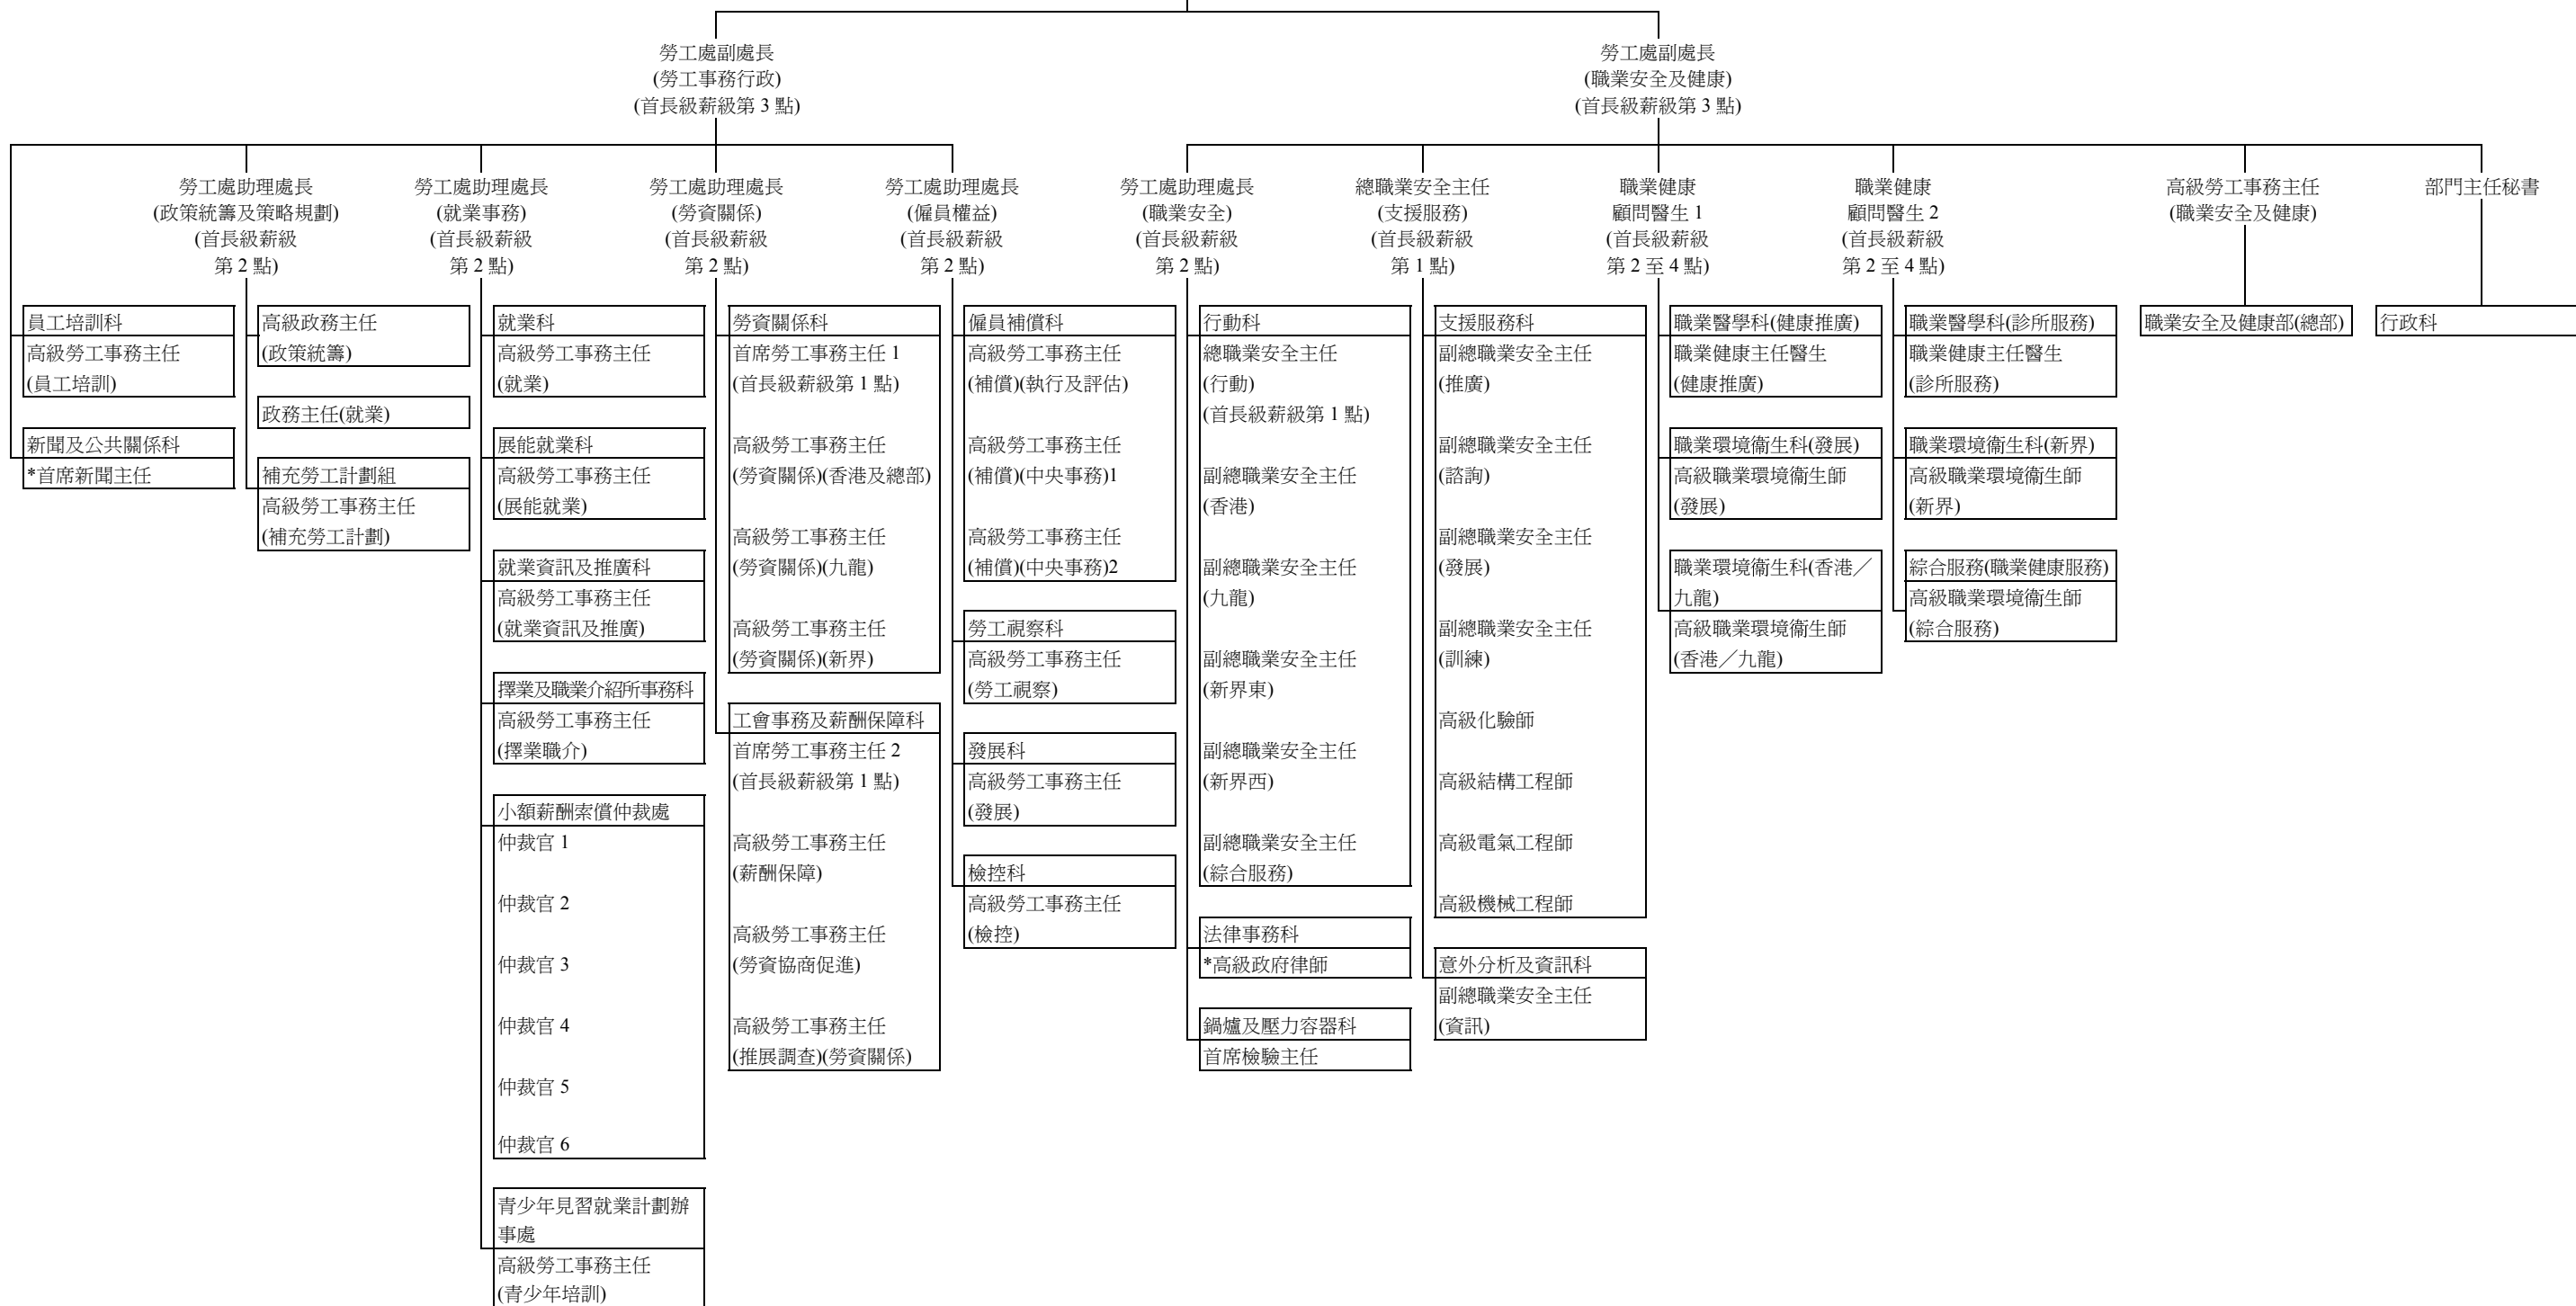 勞工處副處長
(勞工事務行政)
(首長級薪級第 3 點)
勞工處副處長
(職業安全及健康)
(首長級薪級第 3 點)
勞工處助理處長
(政策統籌及策略規劃)
(首長級薪級
第 2 點)
勞工處助理處長
(就業事務)
(首長級薪級
第 2 點)
勞工處助理處長
(勞資關係)
(首長級薪級
第 2 點)
勞工處助理處長
(僱員權益)
(首長級薪級
第 2 點)
勞工處助理處長
(職業安全)
(首長級薪級
第 2 點)
總職業安全主任
(支援服務)
(首長級薪級
第 1 點)
職業健康
顧問醫生 1
(首長級薪級
第 2 至 4 點)
職業健康
顧問醫生 2
(首長級薪級
第 2 至 4 點)
高級勞工事務主任
(職業安全及健康)
部門主任秘書
員工培訓科
高級勞工事務主任
(員工培訓)
新聞及公共關係科
*首席新聞主任
高級政務主任
(政策統籌)
政務主任(就業)
補充勞工計劃組
高級勞工事務主任
(補充勞工計劃)
就業科
高級勞工事務主任
(就業)
展能就業科
高級勞工事務主任
(展能就業)
就業資訊及推廣科
高級勞工事務主任
(就業資訊及推廣)
擇業及職業介紹所事務科
高級勞工事務主任
(擇業職介)
小額薪酬索償仲裁處
仲裁官 1
仲裁官 2
仲裁官 3
仲裁官 4
仲裁官 5
仲裁官 6
青少年見習就業計劃辦
事處
高級勞工事務主任
(青少年培訓)
勞資關係科
首席勞工事務主任 1
(首長級薪級第 1 點)
高級勞工事務主任
(勞資關係)(香港及總部)
高級勞工事務主任
(勞資關係)(九龍)
高級勞工事務主任
(勞資關係)(新界)
工會事務及薪酬保障科
首席勞工事務主任 2
(首長級薪級第 1 點)
高級勞工事務主任
(薪酬保障)
高級勞工事務主任
(勞資協商促進)
高級勞工事務主任
(推展調查)(勞資關係)
僱員補償科
高級勞工事務主任
(補償)(執行及評估)
高級勞工事務主任
(補償)(中央事務)1
高級勞工事務主任
(補償)(中央事務)2
勞工視察科
高級勞工事務主任
(勞工視察)
發展科
高級勞工事務主任
(發展)
檢控科
高級勞工事務主任
(檢控)
行動科
總職業安全主任
(行動)
(首長級薪級第 1 點)
副總職業安全主任
(香港)
副總職業安全主任
(九龍)
副總職業安全主任
(新界東)
副總職業安全主任
(新界西)
副總職業安全主任
(綜合服務)
法律事務科
*高級政府律師
鍋爐及壓力容器科
首席檢驗主任
支援服務科
副總職業安全主任
(推廣)
副總職業安全主任
(諮詢)
副總職業安全主任
(發展)
副總職業安全主任
(訓練)
高級化驗師
高級結構工程師
高級電氣工程師
高級機械工程師
意外分析及資訊科
副總職業安全主任
(資訊)
職業醫學科(健康推廣)
職業健康主任醫生
(健康推廣)
職業環境衞生科(發展)
高級職業環境衞生師
(發展)
職業環境衞生科(香港／
九龍)
高級職業環境衞生師
(香港／九龍)
職業醫學科(診所服務)
職業健康主任醫生
(診所服務)
職業環境衞生科(新界)
高級職業環境衞生師
(新界)
綜合服務(職業健康服務)
高級職業環境衞生師
(綜合服務)
職業安全及健康部(總部)
行政科